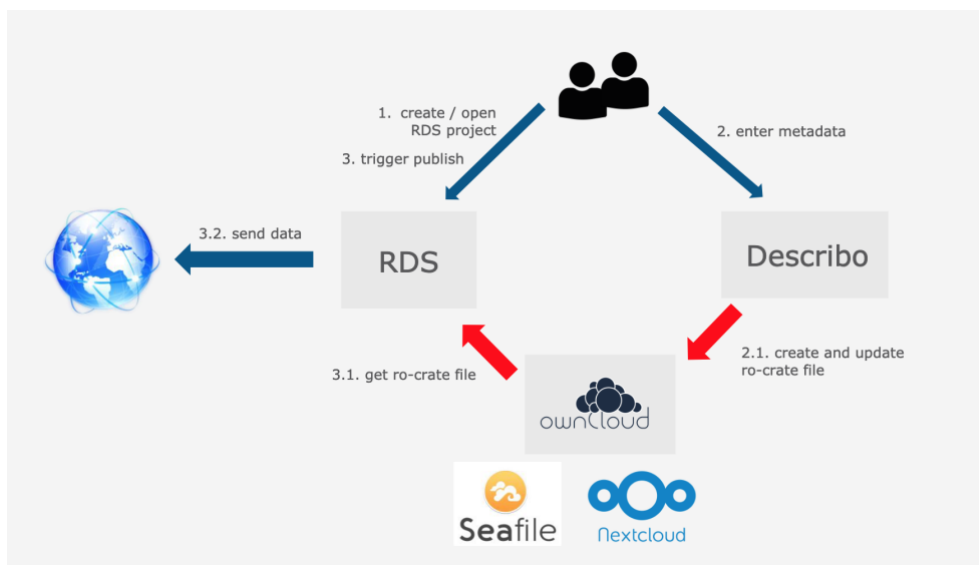 1. create / open
RDS project
3. trigger publish
2. enter metadata
3.2. send data
RDS
Describo
3.1. get ro-crate file
2.1. create and update
ro-crate file
ownCloud
Seafile
Nextcloud